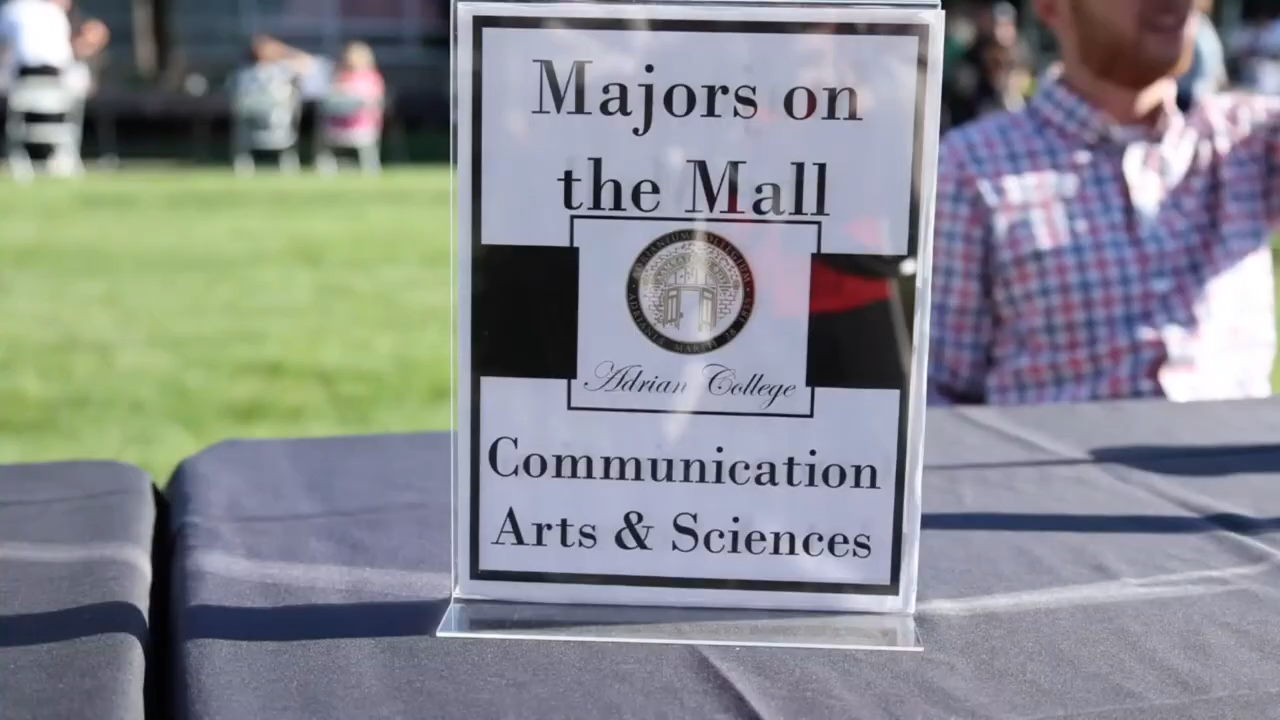 Majors on
the Mall
Adrian College
Communication
Arts & Sciences